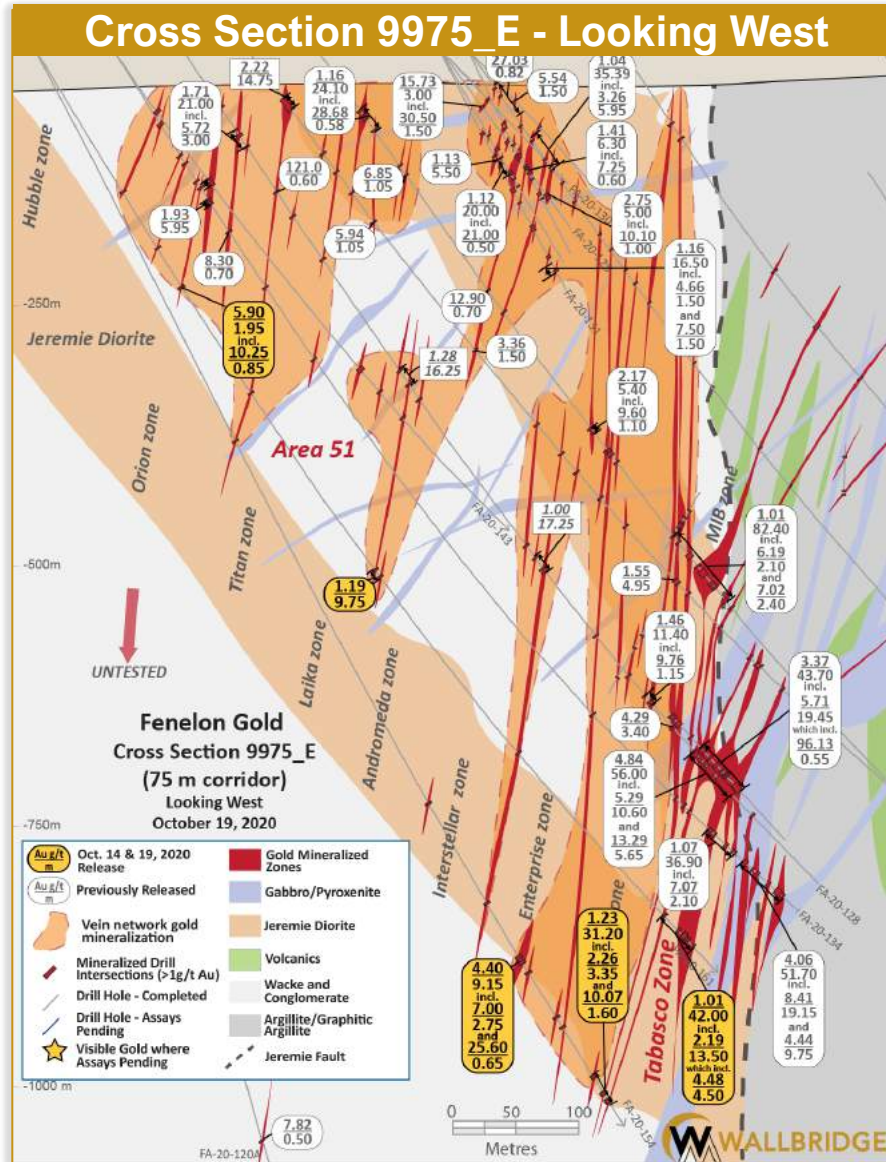 Cross Section 9975_E - Looking West
2.22
14.75
1.71
21.00
incl.
5.72
3.00
1.16
24.10
incl.
28.68
0.58
15.73
3.00
incl.
30.50
1.50
27.03
0.82
5.54
1.50
1.04
35.39
incl.
3.26
5.95
1.41
6.30
incl.
7.25
0.60
Hubble zone
1.93
5.95
121.0
0.60
6.85
1.05
1.13
5.50
1.12
20.00
incl.
21.00
0.50
2.75
5.00
incl.
10.10
1.00
8.30
0.70
5.94
1.05
1.16
16.50
incl.
4.66
1.50
and
7.50
1.50
FA-20-131
-250m
Jeremie Diorite
5.90
1.95
incl.
10.25
0.85
12.90
0.70
3.36
1.50
1.28
16.25
2.17
5.40
incl.
9.60
1.10
Area 51
Orion zone
Titan zone
FA-20-143
1.00
17.25
MIB zone
1.01
82.40
incl.
6.19
2.10
and
7.02
2.40
-500m
1.19
9.75
1.55
4.95
1.46
11.40
incl.
9.76
1.15
UNTESTED
Laika zone
Andromeda zone
3.37
43.70
incl.
5.71
19.45
which incl.
96.13
0.55
4.29
3.40
4.84
56.00
incl.
5.29
10.60
and
13.29
5.65
Fenelon Gold
Cross Section 9975_E
(75 m corridor)
Looking West
October 19, 2020
-750m
Interstellar zone
Enterprise zone
1.07
36.90
incl.
7.07
2.10
FA-20-128
FA-20-134
Au g/t
m
Oct. 14 & 19, 2020
Release
Au g/t
m
Previously Released
Vein network gold
mineralization
Mineralized Drill
Intersections (>1g/t Au)
Drill Hole - Completed
Drill Hole - Assays
Pending
Visible Gold where
Assays Pending
Gold Mineralized
Zones
Gabbro/Pyroxenite
Jeremie Diorite
Volcanics
Wacke and
Conglomerate
Argillite/Graphitic
Argillite
Jeremie Fault
4.40
9.15
incl.
7.00
2.75
and
25.60
0.65
1.23
31.20
incl.
2.26
3.35
and
10.07
1.60
Tabasco Zone
1.01
42.00
incl.
2.19
13.50
which incl.
4.48
4.50
4.06
51.70
incl.
8.41
19.15
and
4.44
9.75
-1000 m
7.82
0.50
FA-20-120A
0 50 100
Metres
FA-20-154
WALLBRIDGE